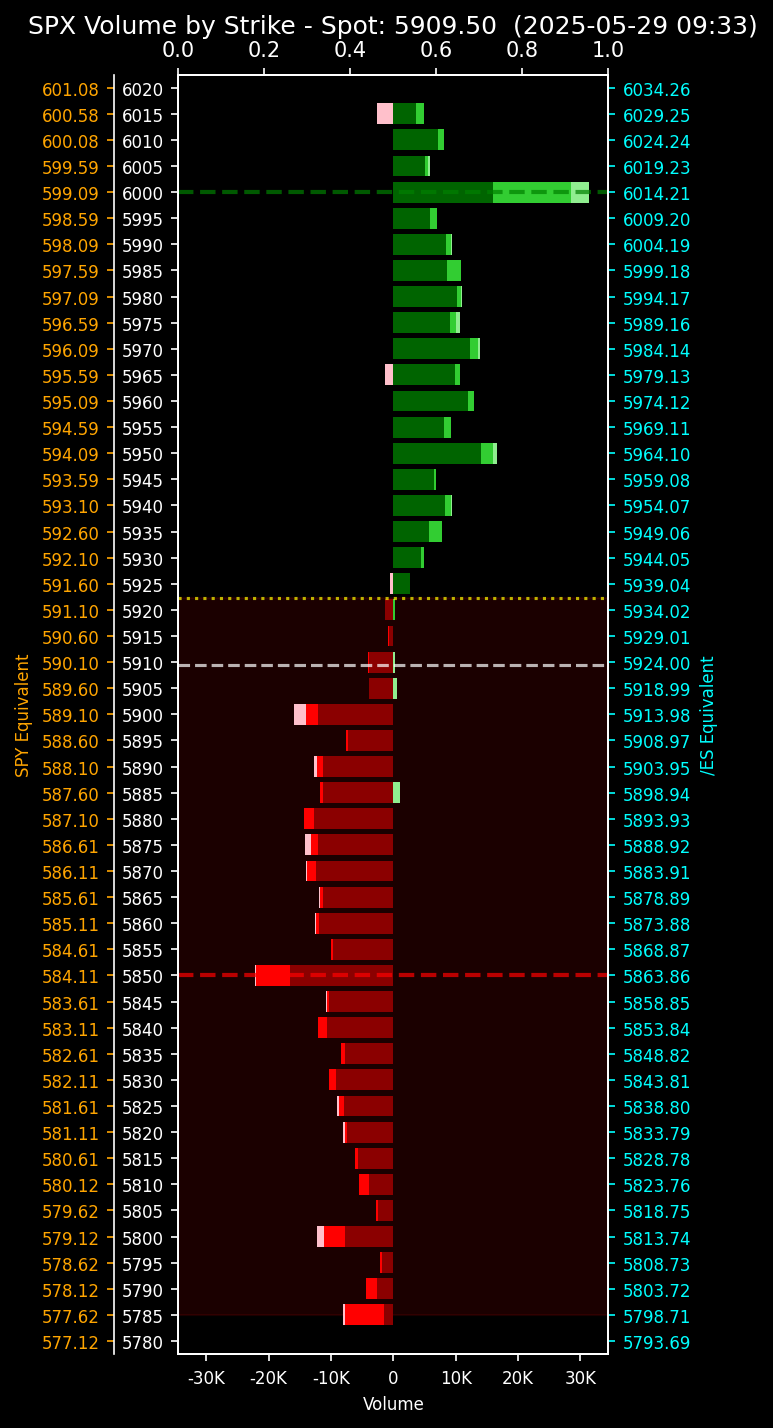 SPX Volume by Strike - Spot: 5909.50 (2025-05-29 09:33)
0.0 0.2 0.4 0.6 0.8 1.0
601.08 6020 6034.26
600.58 6015 6029.25
600.08 6010 6024.24
599.59 6005 6019.23
599.09 6000 6014.21
598.59 5995 6009.20
598.09 5990 6004.19
597.59 5985 5999.18
597.09 5980 5994.17
596.59 5975 5989.16
596.09 5970 5984.14
595.59 5965 5979.13
595.09 5960 5974.12
594.59 5955 5969.11
594.09 5950 5964.10
593.59 5945 5959.08
593.10 5940 5954.07
592.60 5935 5949.06
592.10 5930 5944.05
591.60 5925 5939.04
591.10 5920 5934.02
590.60 5915 5929.01
590.10 5910 5924.00
589.60 5905 5918.99
589.10 5900 5913.98
588.60 5895 5908.97
588.10 5890 5903.95
587.60 5885 5898.94
587.10 5880 5893.93
586.61 5875 5888.92
586.11 5870 5883.91
585.61 5865 5878.89
585.11 5860 5873.88
584.61 5855 5868.87
584.11 5850 5863.86
583.61 5845 5858.85
583.11 5840 5853.84
582.61 5835 5848.82
582.11 5830 5843.81
581.61 5825 5838.80
581.11 5820 5833.79
580.61 5815 5828.78
580.12 5810 5823.76
579.62 5805 5818.75
579.12 5800 5813.74
578.62 5795 5808.73
578.12 5790 5803.72
577.62 5785 5798.71
577.12 5780 5793.69
SPY Equivalent
/ES Equivalent
-30K -20K -10K 0 10K 20K 30K
Volume